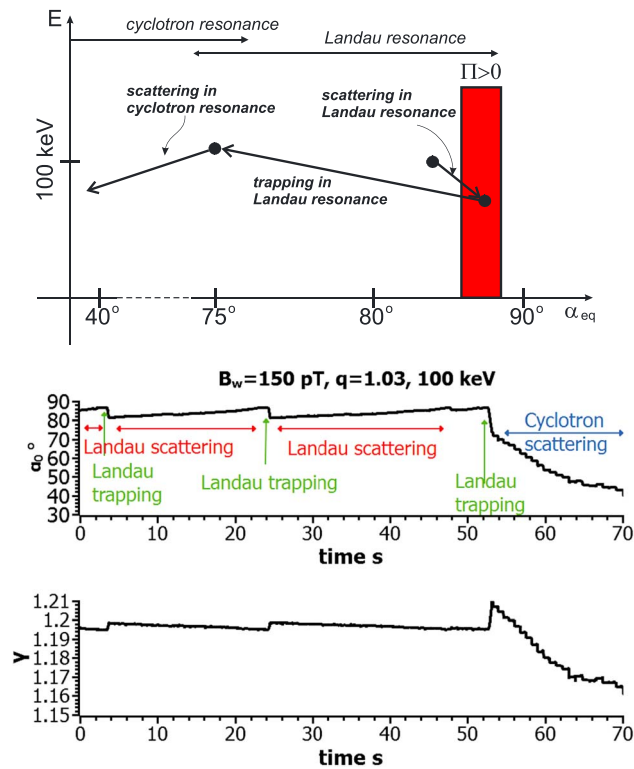 E
cyclotron resonance
Landau resonance
Π>0
scattering in
cyclotron resonance
scattering in
Landau resonance
100 keV
trapping in
Landau resonance
40° 75° 80° 90° α eq
Bw=150 pT, q=1.03, 100 keV
90
80
70
60
50
40
30
α₀ °
Landau scattering
Landau
trapping
Landau trapping
Landau scattering
Landau
trapping
Cyclotron
scattering
0 10 20 30 40 50 60 70
time s
1.21
1.2
1.19
1.18
1.17
1.16
1.15
γ
0 10 20 30 40 50 60 70
time s